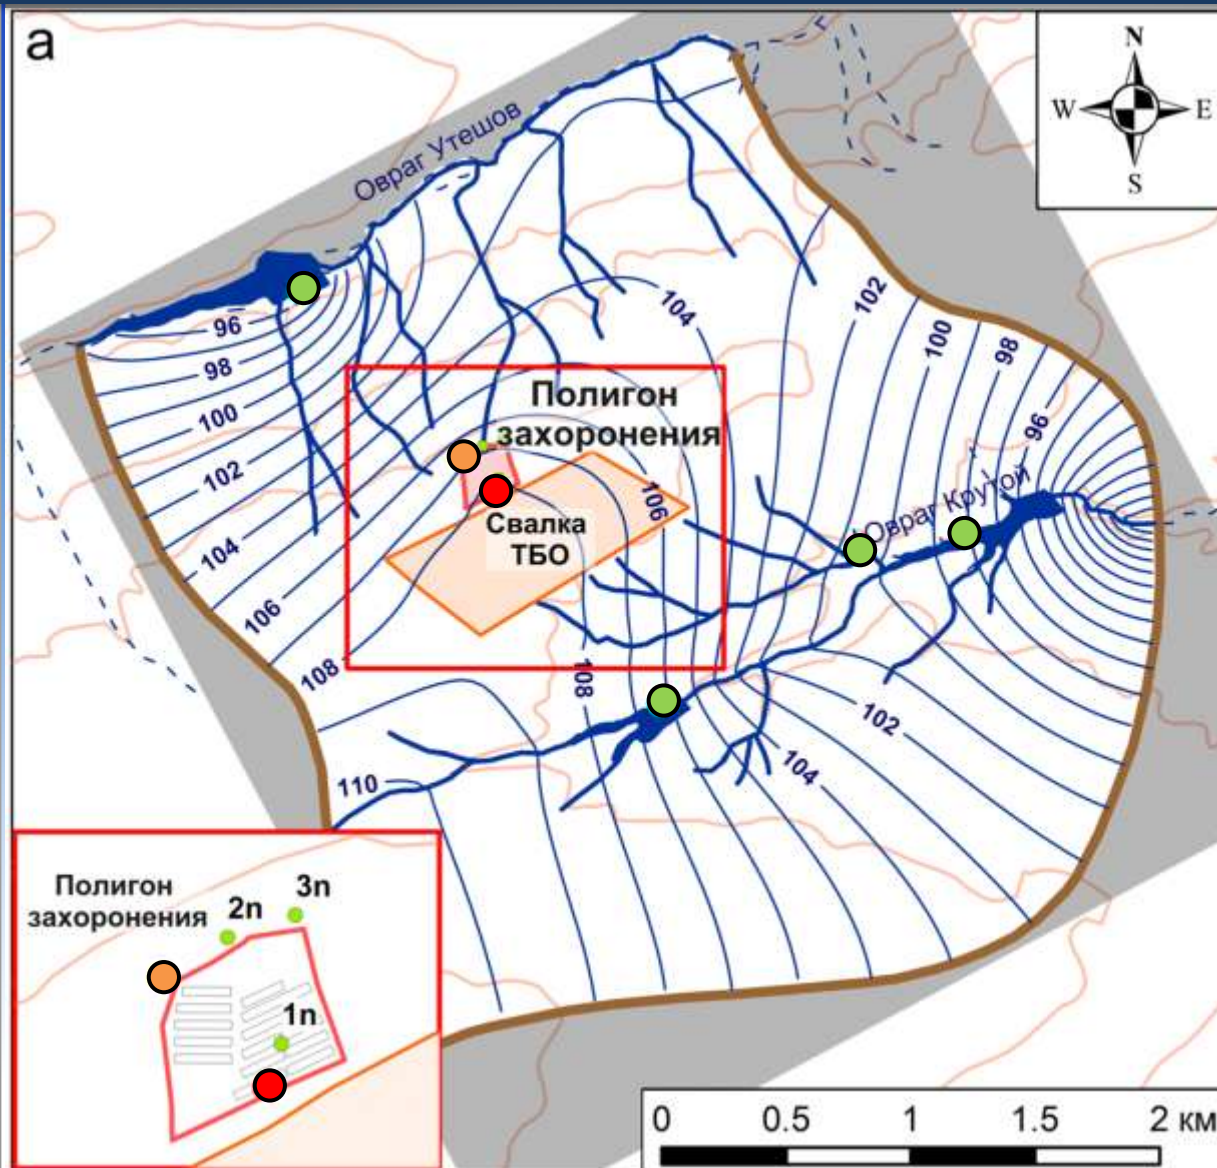 а
N
W E
S
Овраг Утешов
96
98
100
102
104
106
108
110
104
102
100
98
96
Полигон
захоронения
106
Свалка
ТБО
Овраг Крутой
108
102
104
Полигон
захоронения
2n
3n
1n
0 0.5 1 1.5 2 км